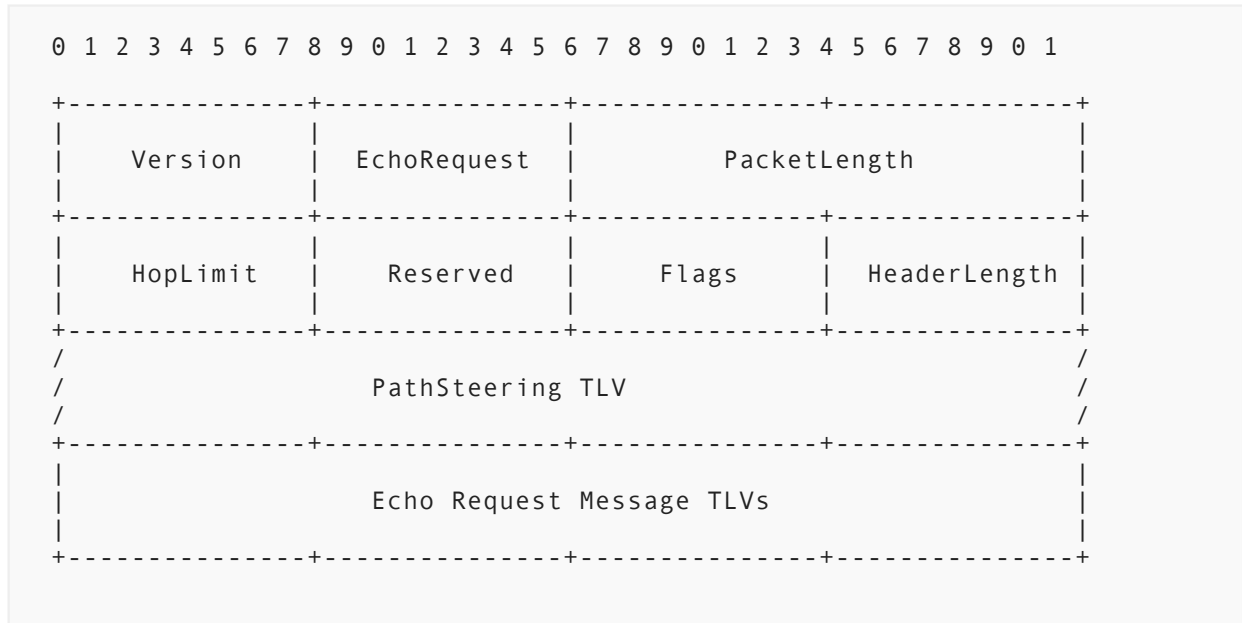 0 1 2 3 4 5 6 7 8 9 0 1 2 3 4 5 6 7 8 9 0 1 2 3 4 5 6 7 8 9 0 1
+---------------+---------------+---------------+---------------+
|               |               |                               |
|    Version    |  EchoRequest  |         PacketLength          |
|               |               |                               |
+---------------+---------------+---------------+---------------+
|               |               |               |               |
|    HopLimit   |    Reserved   |     Flags     |  HeaderLength |
|               |               |               |               |
+---------------+---------------+---------------+---------------+
/                                                               /
/                   PathSteering TLV                            /
/                                                               /
+---------------+---------------+---------------+---------------+
|                                                               |
|                   Echo Request Message TLVs                   |
|                                                               |
+---------------+---------------+---------------+---------------+